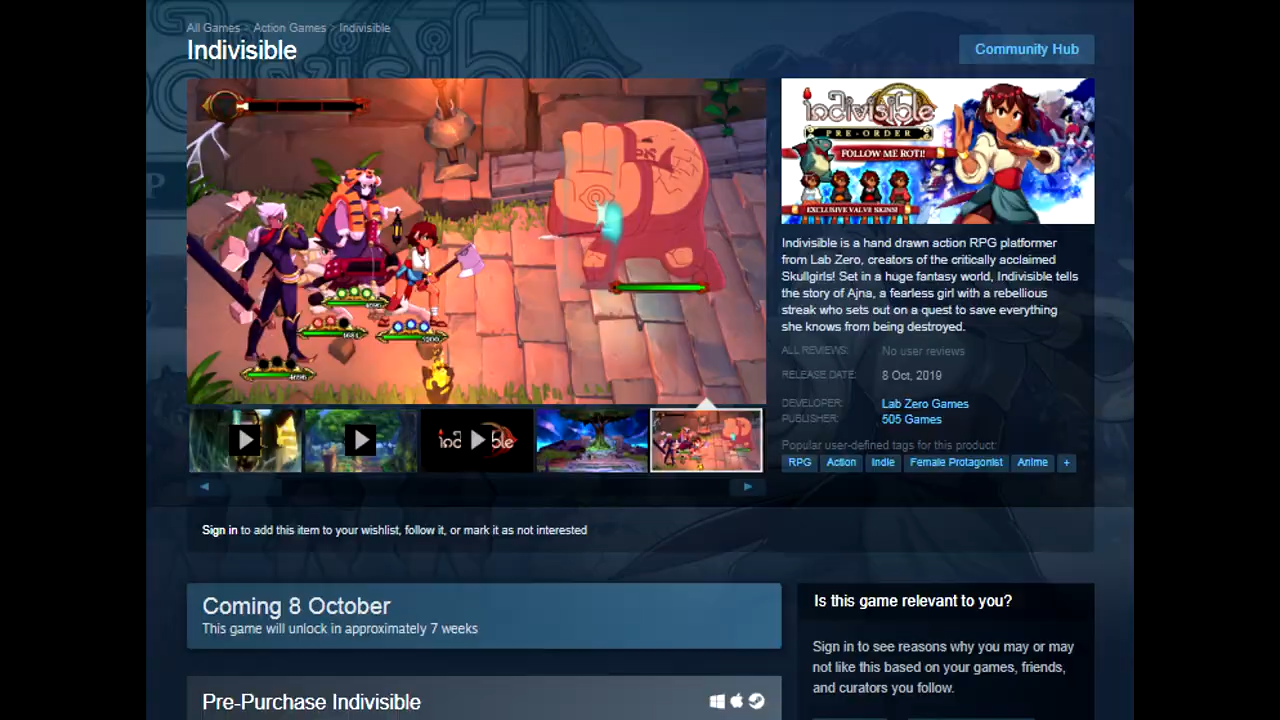 All Games > Action Games > Indivisible
Indivisible
Community Hub
indivisible
PRE-ORDER
FOLLOW ME ROTI!
EXCLUSIVE VALVE SKINS!
Indivisible is a hand drawn action RPG platformer
from Lab Zero, creators of the critically acclaimed
Skullgirls! Set in a huge fantasy world, Indivisible tells
the story of Ajna, a fearless girl with a rebellious
streak who sets out on a quest to save everything
she knows from being destroyed.
ALL REVIEWS: No user reviews
RELEASE DATE: 8 Oct, 2019
DEVELOPER: Lab Zero Games
PUBLISHER: 505 Games
Popular user-defined tags for this product:
RPG Action Indie Female Protagonist Anime +
Sign in to add this item to your wishlist, follow it, or mark it as not interested
Coming 8 October
This game will unlock in approximately 7 weeks
Is this game relevant to you?
Sign in to see reasons why you may or may
not like this based on your games, friends,
and curators you follow.
Pre-Purchase Indivisible